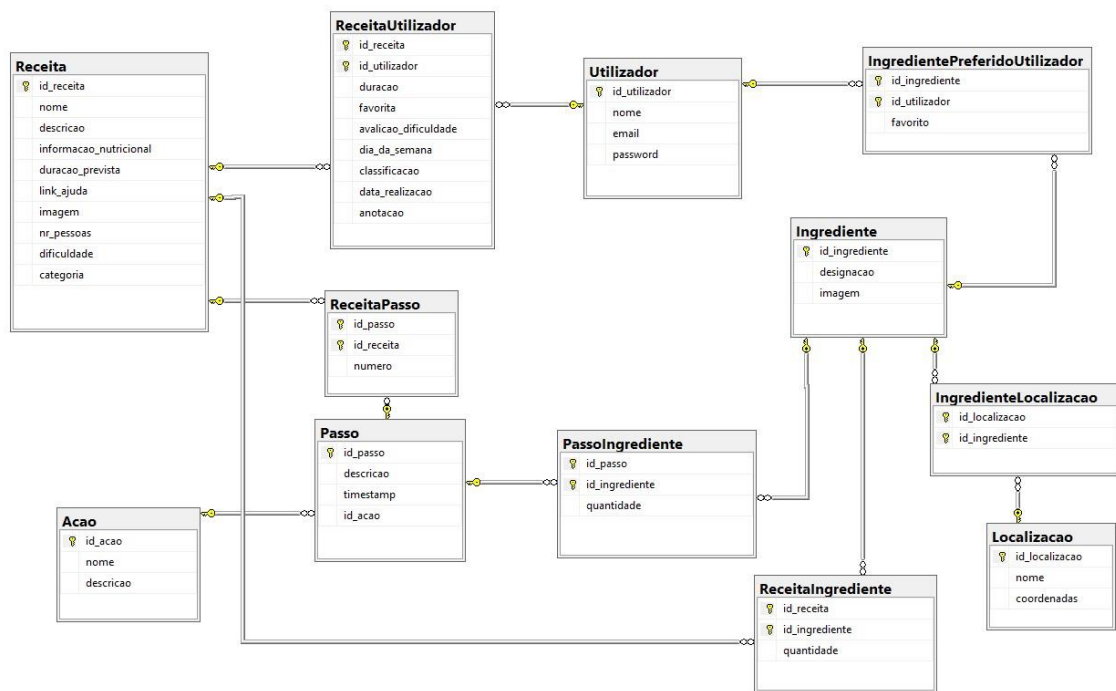 Receita
id_receita
nome
descricao
informacao_nutricional
duracao_prevista
link_ajuda
imagem
nr_pessoas
dificuldade
categoria
ReceitaUtilizador
id_receita
id_utilizador
duracao
favorita
avalicao_dificuldade
dia_da_semana
classificacao
data_realizacao
anotacao
Utilizador
id_utilizador
nome
email
password
IngredientePreferidoUtilizador
id_ingrediente
id_utilizador
favorito
Ingrediente
id_ingrediente
designacao
imagem
ReceitaPasso
id_passo
id_receita
numero
IngredienteLocalizacao
id_localizacao
id_ingrediente
Passo
id_passo
descricao
timestamp
id_acao
PassoIngrediente
id_passo
id_ingrediente
quantidade
Acao
id_acao
nome
descricao
Localizacao
id_localizacao
nome
coordenadas
ReceitaIngrediente
id_receita
id_ingrediente
quantidade